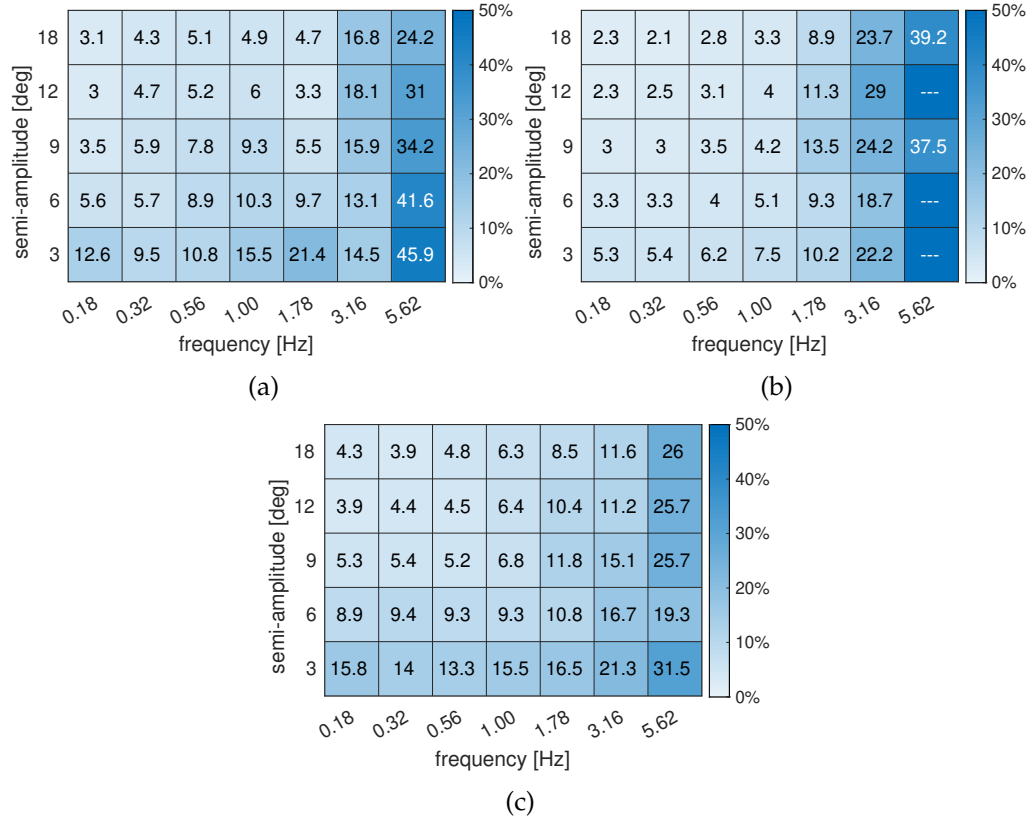 semi-amplitude [deg]
18 3.1 4.3 5.1 4.9 4.7 16.8 24.2
12 3 4.7 5.2 6 3.3 18.1 31
9 3.5 5.9 7.8 9.3 5.5 15.9 34.2
6 5.6 5.7 8.9 10.3 9.7 13.1 41.6
3 12.6 9.5 10.8 15.5 21.4 14.5 45.9
0.18 0.32 0.56 1.00 1.78 3.16 5.62
frequency [Hz]
50%
40%
30%
20%
10%
0%
(a)
semi-amplitude [deg]
18 2.3 2.1 2.8 3.3 8.9 23.7 39.2
12 2.3 2.5 3.1 4 11.3 29 ---
9 3 3 3.5 4.2 13.5 24.2 37.5
6 3.3 3.3 4 5.1 9.3 18.7 ---
3 5.3 5.4 6.2 7.5 10.2 22.2 ---
0.18 0.32 0.56 1.00 1.78 3.16 5.62
frequency [Hz]
50%
40%
30%
20%
10%
0%
(b)
semi-amplitude [deg]
18 4.3 3.9 4.8 6.3 8.5 11.6 26
12 3.9 4.4 4.5 6.4 10.4 11.2 25.7
9 5.3 5.4 5.2 6.8 11.8 15.1 25.7
6 8.9 9.4 9.3 9.3 10.8 16.7 19.3
3 15.8 14 13.3 15.5 16.5 21.3 31.5
0.18 0.32 0.56 1.00 1.78 3.16 5.62
frequency [Hz]
50%
40%
30%
20%
10%
0%
(c)